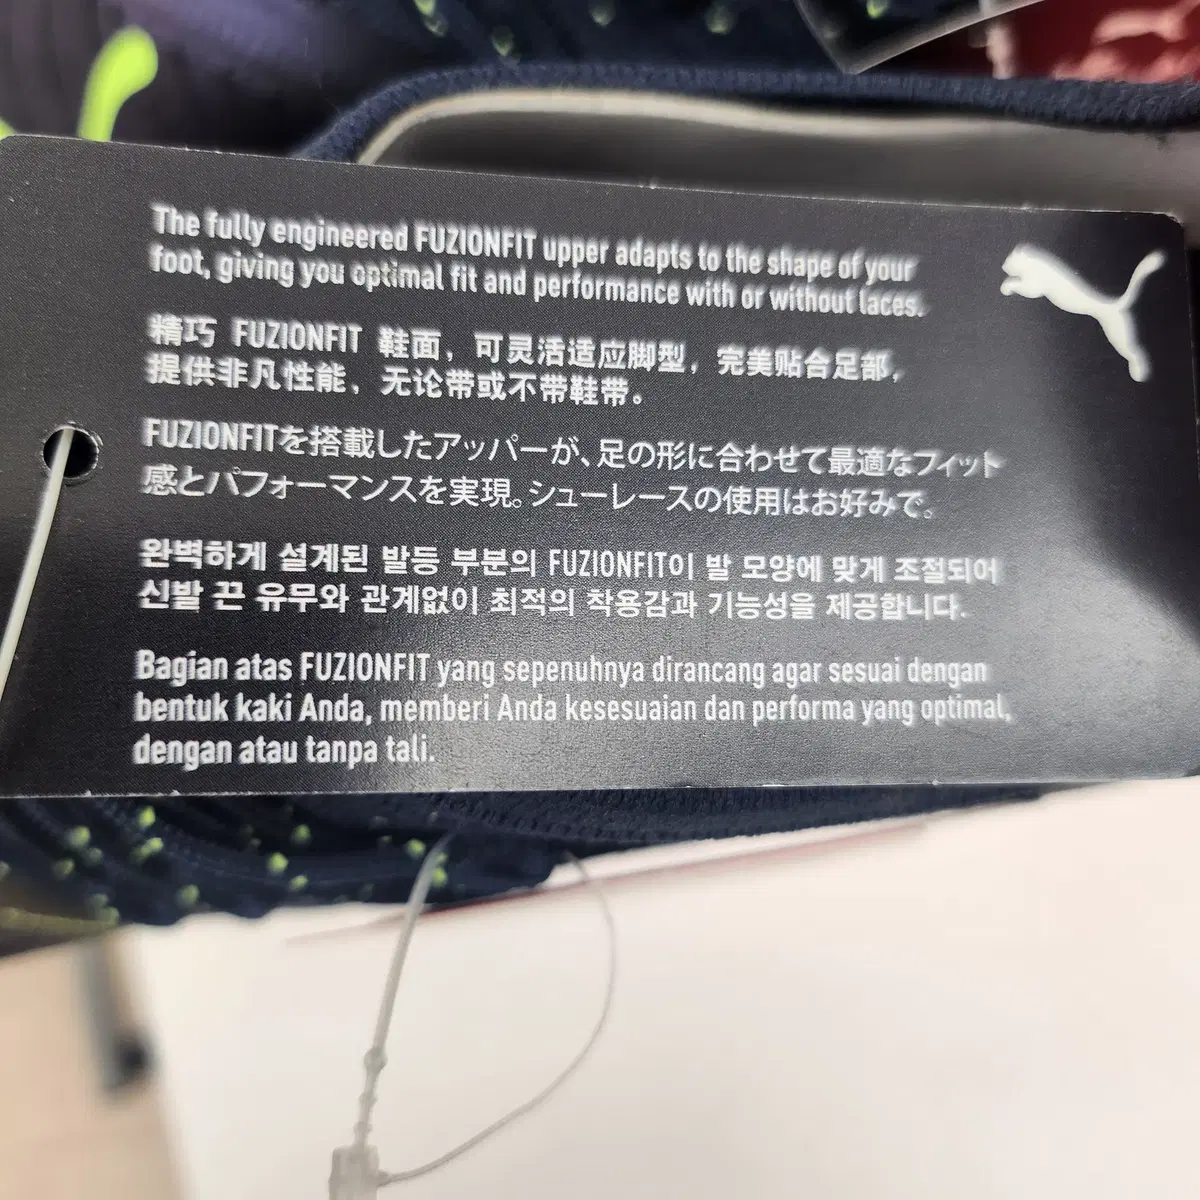 The fully engineered FUZIONFIT upper adapts to the shape of your
foot, giving you optimal fit and performance with or without laces.
精巧 FUZIONFIT 鞋面，可灵活适应脚型，完美贴合足部，
提供非凡性能，无论带或不带鞋带。
FUZIONFITを搭載したアッパーが、足の形に合わせて最適なフィット
感とパフォーマンスを実現。シューレースの使用はお好みで。
완벽하게 설계된 발등 부분의 FUZIONFIT이 발 모양에 맞게 조절되어
신발 끈 유무와 관계없이 최적의 착용감과 기능성을 제공합니다.
Bagian atas FUZIONFIT yang sepenuhnya dirancang agar sesuai dengan
bentuk kaki Anda, memberi Anda kesesuaian dan performa yang optimal,
dengan atau tanpa tali.